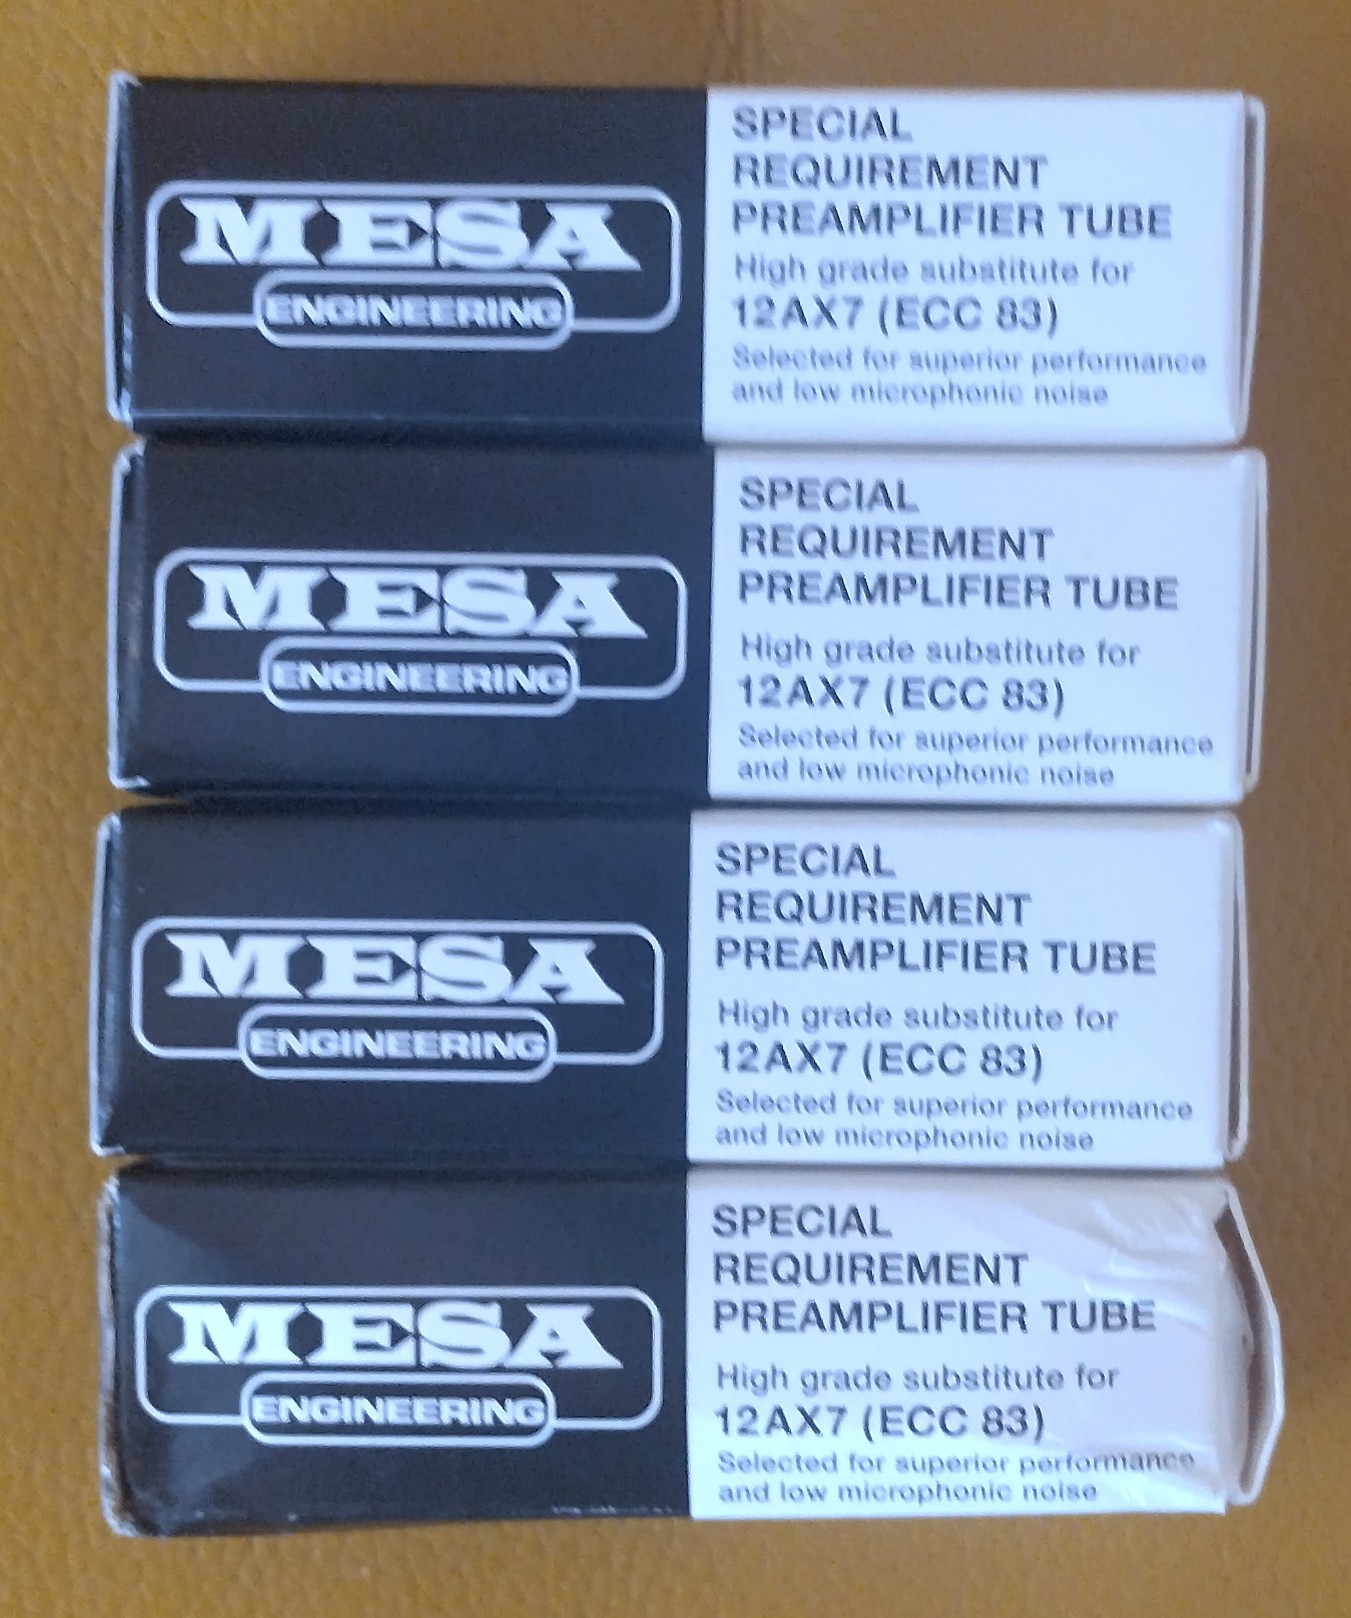 MESA
ENGINEERING
SPECIAL
REQUIREMENT
PREAMPLIFIER TUBE
High grade substitute for
12AX7 (ECC 83)
Selected for superior performance
and low microphonic noise
MESA
ENGINEERING
SPECIAL
REQUIREMENT
PREAMPLIFIER TUBE
High grade substitute for
12AX7 (ECC 83)
Selected for superior performance
and low microphonic noise
MESA
ENGINEERING
SPECIAL
REQUIREMENT
PREAMPLIFIER TUBE
High grade substitute for
12AX7 (ECC 83)
Selected for superior performance
and low microphonic noise
MESA
ENGINEERING
SPECIAL
REQUIREMENT
PREAMPLIFIER TUBE
High grade substitute for
12AX7 (ECC 83)
Selected for superior performance
and low microphonic noise